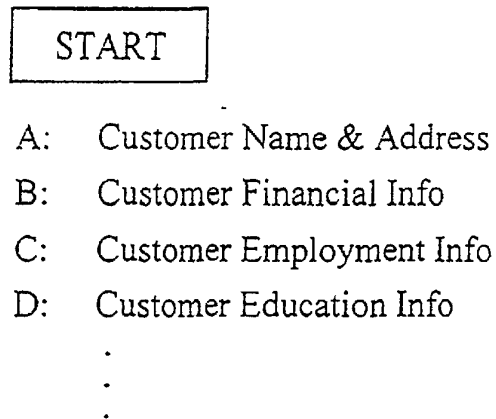 START
A: Customer Name & Address
B: Customer Financial Info
C: Customer Employment Info
D: Customer Education Info
.
.
.